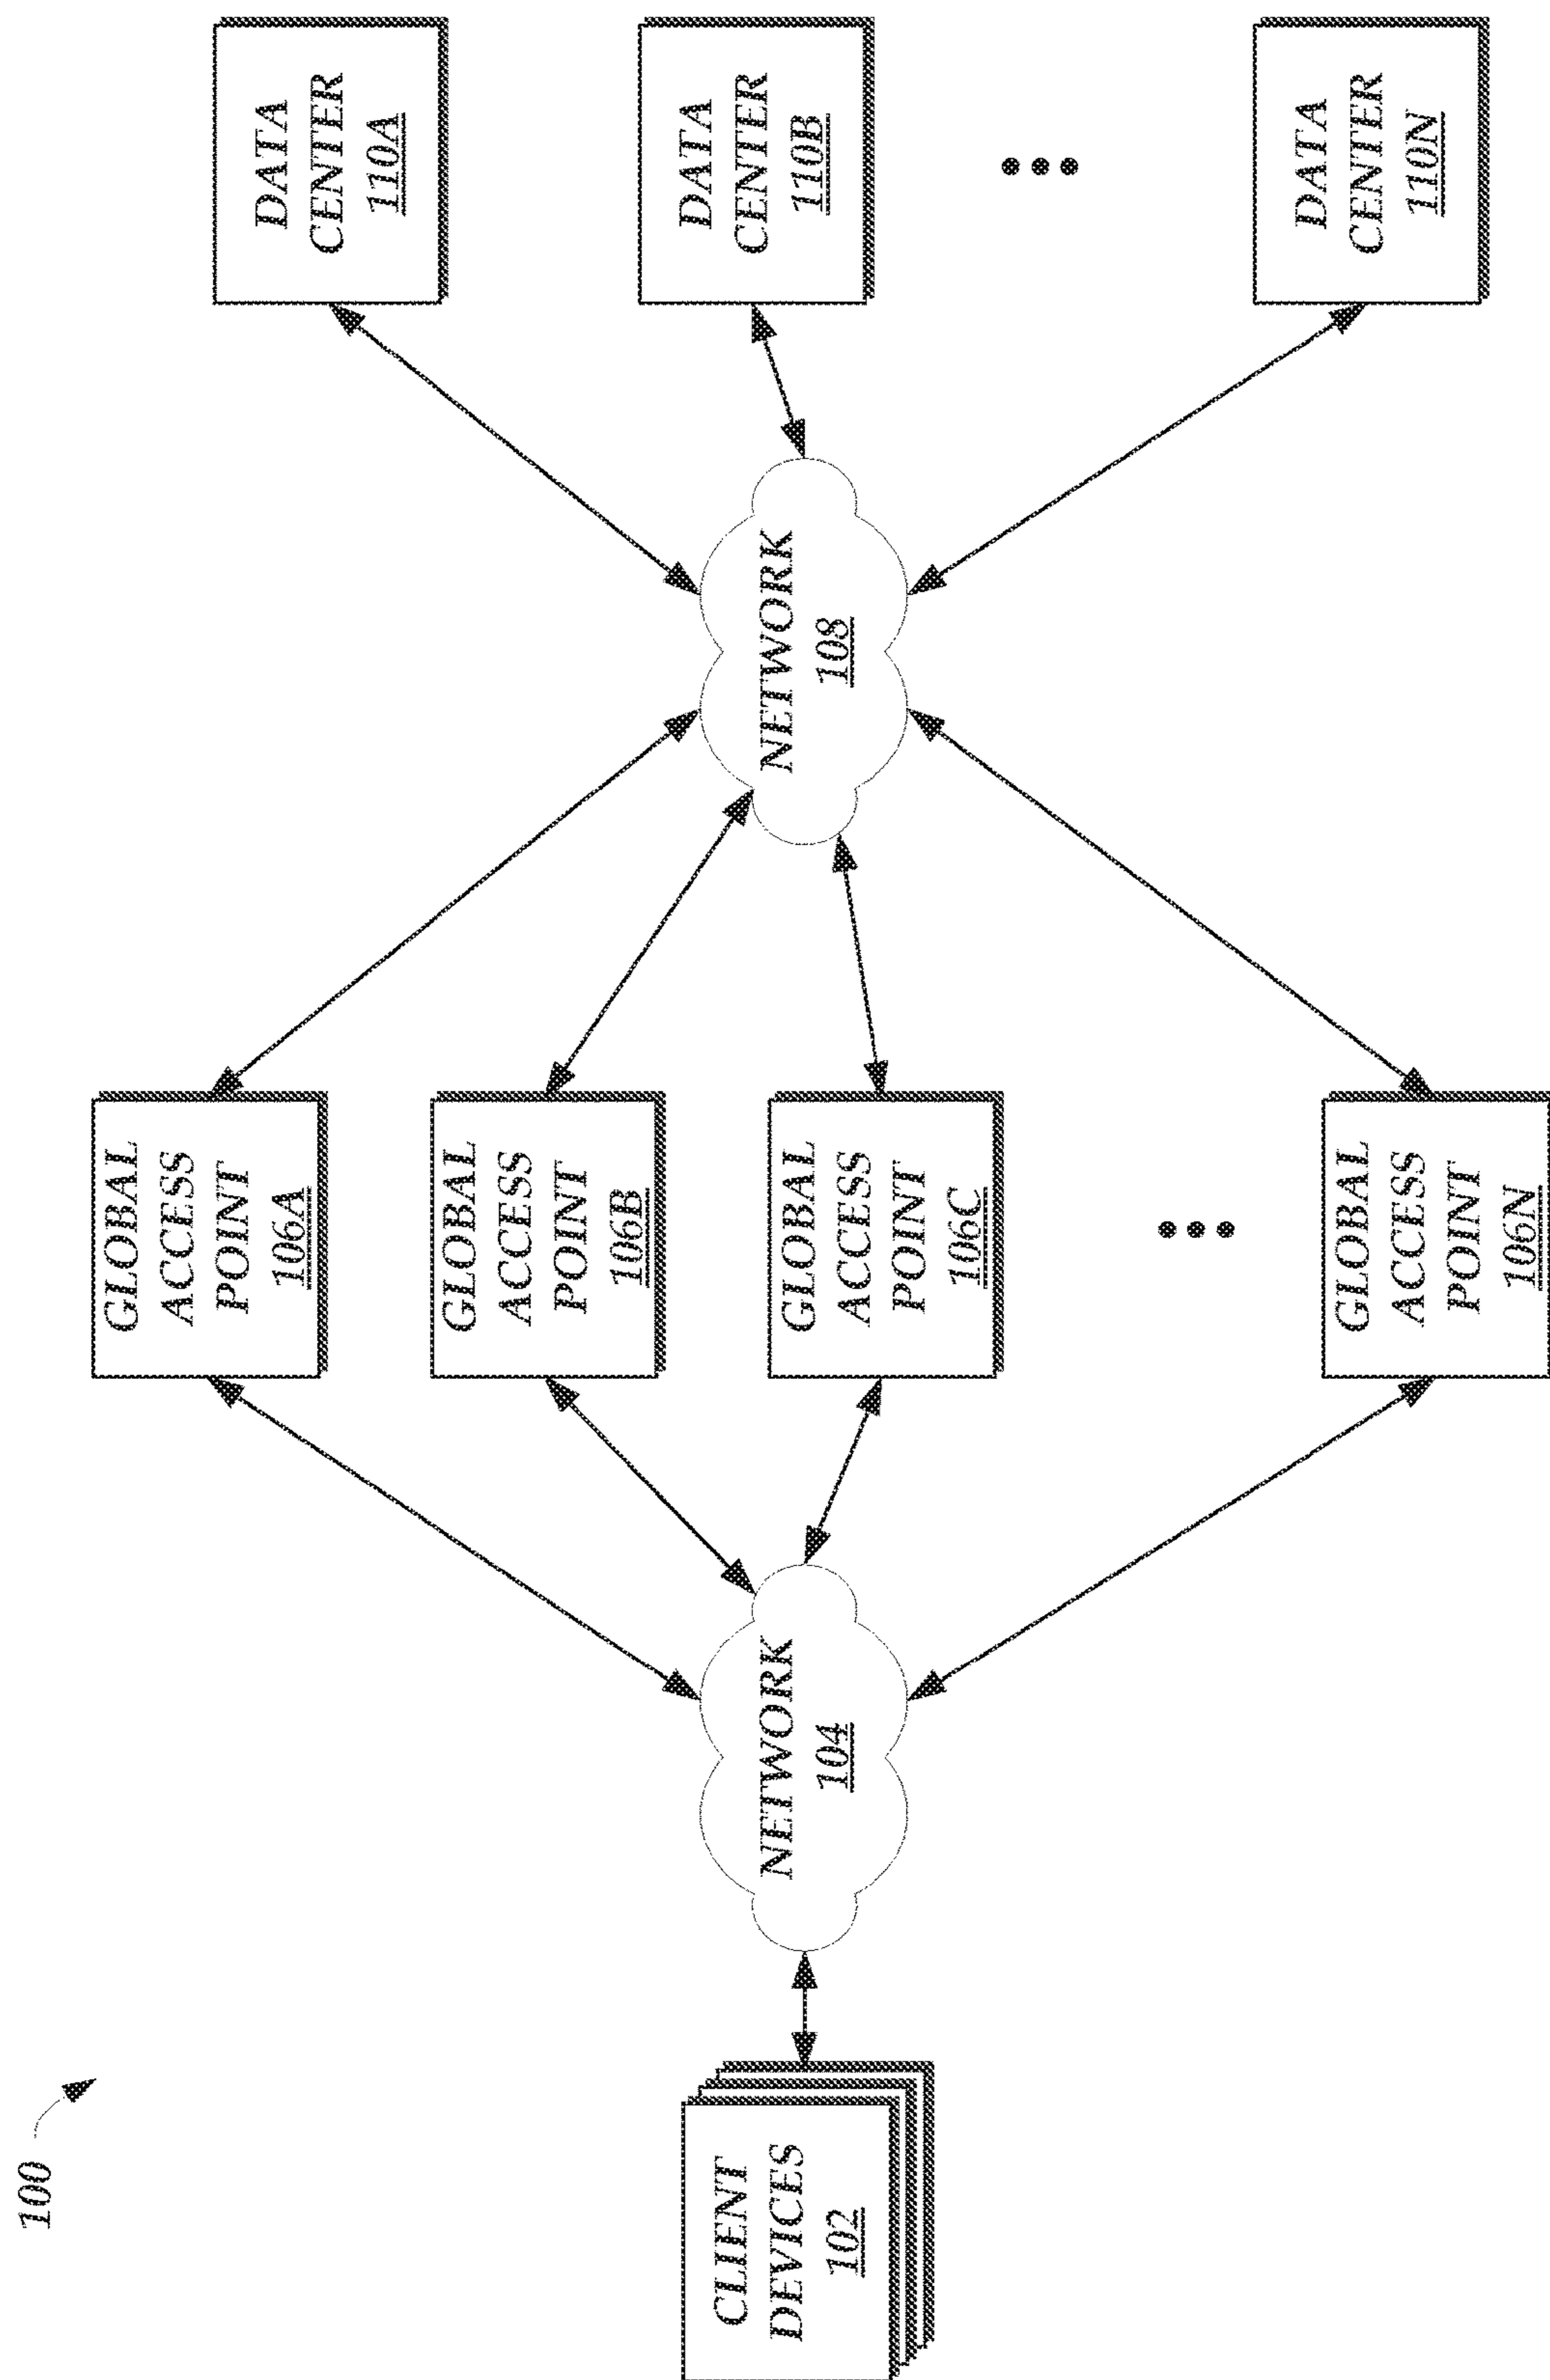 100
CLIENT
DEVICES
102
NETWORK
104
GLOBAL
ACCESS
POINT
106A
GLOBAL
ACCESS
POINT
106B
GLOBAL
ACCESS
POINT
106C
GLOBAL
ACCESS
POINT
106N
NETWORK
108
DATA
CENTER
110A
DATA
CENTER
110B
DATA
CENTER
110N